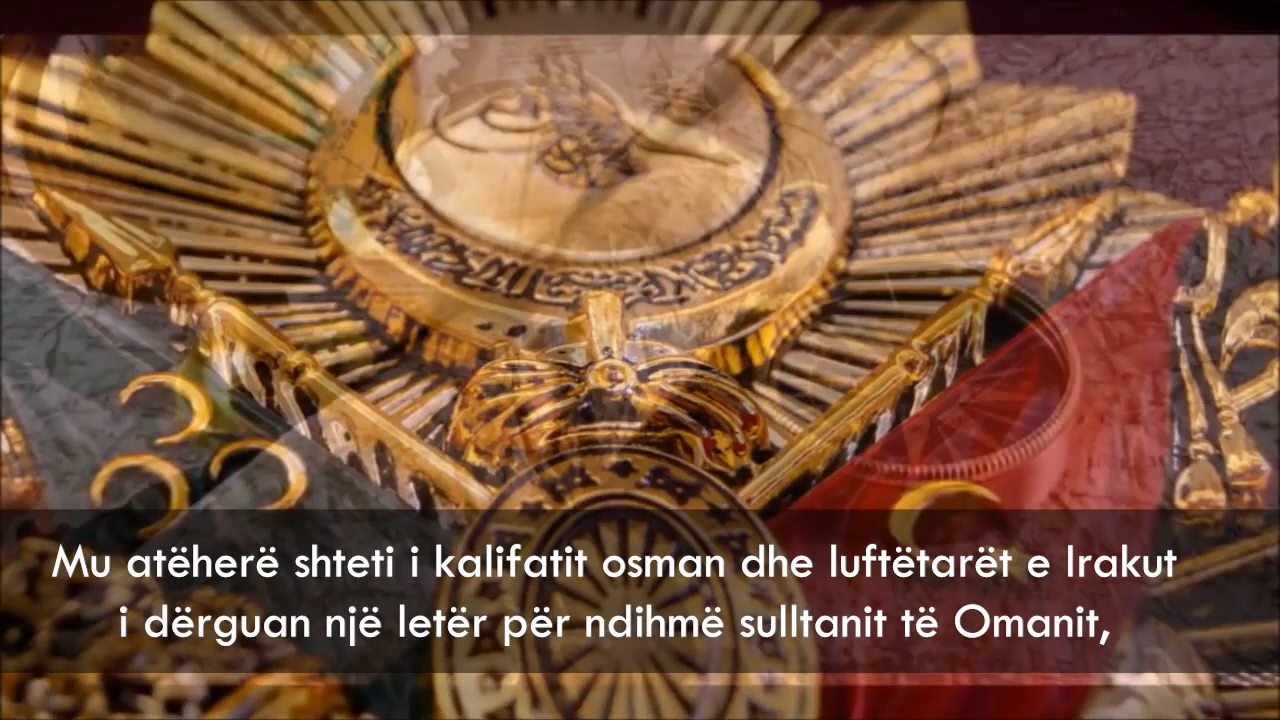 Mu atëherë shteti i kalifatit osman dhe luftëtarët e Irakut
i dërguan një letër për ndihmë sulltanit të Omanit,